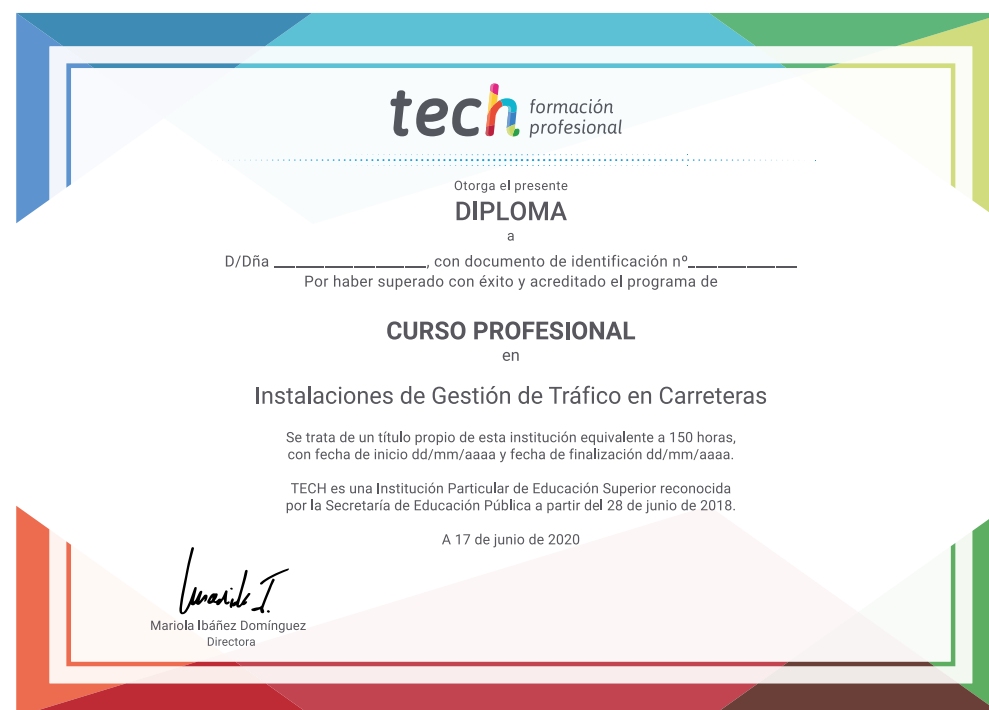 tech formación
profesional
Otorga el presente
DIPLOMA
a
D/Dña ______________, con documento de identificación nº__________
Por haber superado con éxito y acreditado el programa de
CURSO PROFESIONAL
en
Instalaciones de Gestión de Tráfico en Carreteras
Se trata de un título propio de esta institución equivalente a 150 horas,
con fecha de inicio dd/mm/aaaa y fecha de finalización dd/mm/aaaa.
TECH es una Institución Particular de Educación Superior reconocida
por la Secretaría de Educación Pública a partir del 28 de junio de 2018.
A 17 de junio de 2020
Mariola Ibáñez Domínguez
Directora